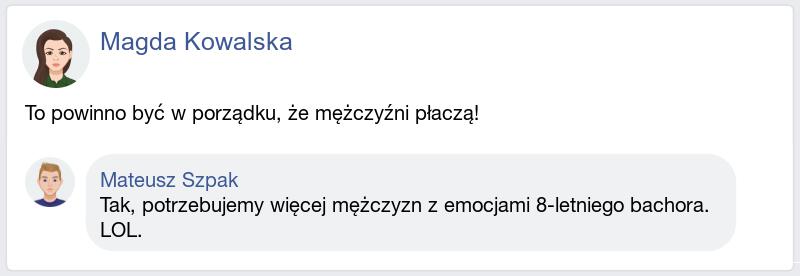 Magda Kowalska
To powinno być w porządku, że mężczyźni płaczą!
Mateusz Szpak
Tak, potrzebujemy więcej mężczyzn z emocjami 8-letniego bachora.
LOL.